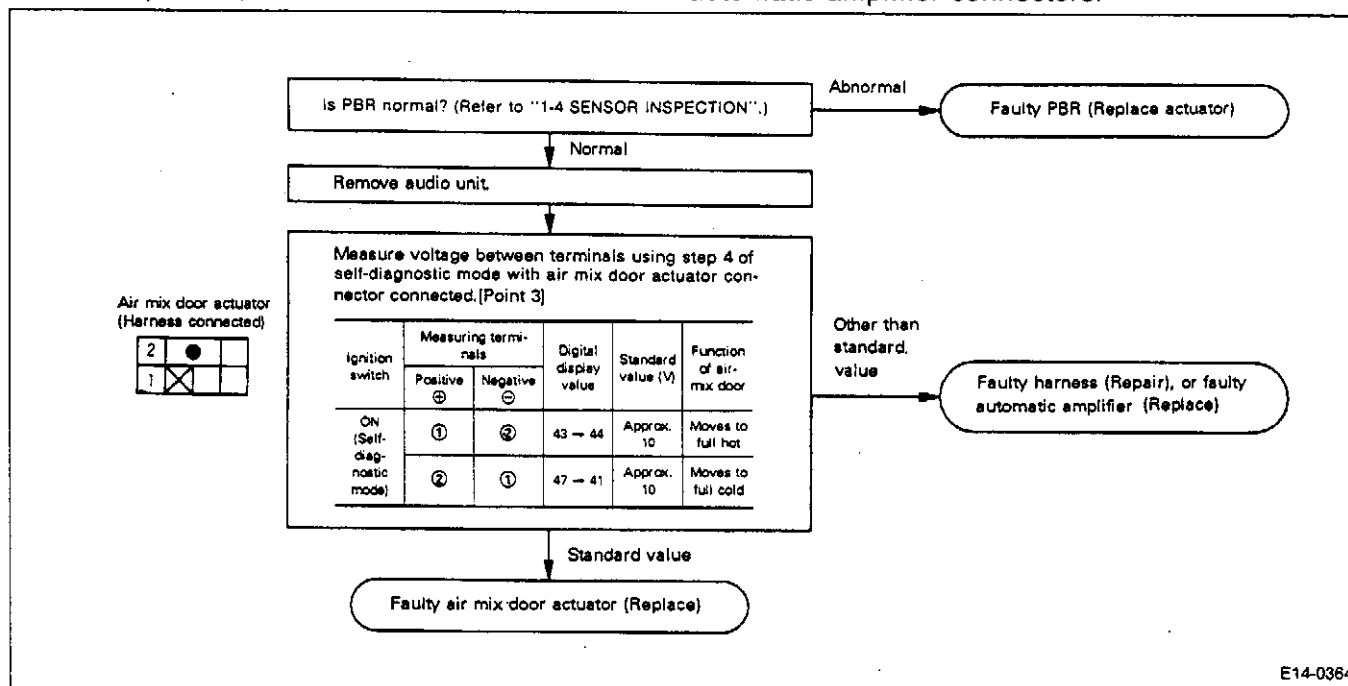 amplifier connectors.
Is PBR normal? (Refer to "1-4 SENSOR INSPECTION".)
Abnormal
Faulty PBR (Replace actuator)
Normal
Remove audio unit.
Measure voltage between terminals using step 4 of
self-diagnostic mode with air mix door actuator con-
nector connected.[Point 3]
Air mix door actuator
(Harness connected)
2
1
Ignition
switch
Measuring termi-
nals
Positive
⊕
Negative
⊖
Digital
display
value
Standard
value (V)
Function
of air-
mix door
ON
(Self-
diag-
nostic
mode)
① ② 43 → 44 Approx. 10 Moves to full hot
② ① 47 → 41 Approx. 10 Moves to full cold
Other than
standard.
value
Faulty harness (Repair), or faulty
automatic amplifier (Replace)
Standard value
Faulty air mix door actuator (Replace)
E14-0364